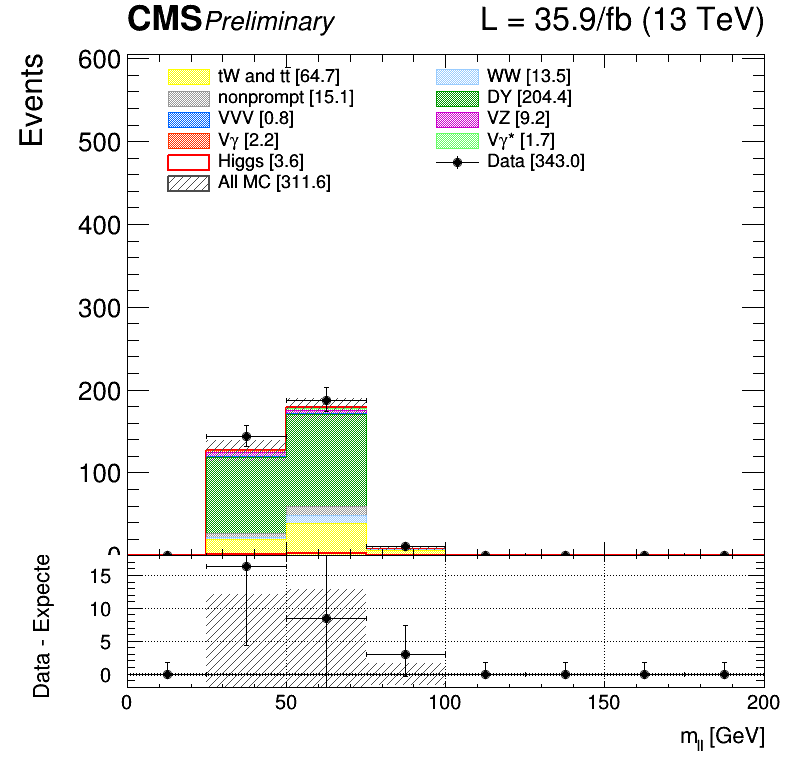 CMS Preliminary L = 35.9/fb (13 TeV)
Events
600
500
400
300
200
100
0
tW and tt̄ [64.7]
nonprompt [15.1]
VVV [0.8]
Vγ [2.2]
Higgs [3.6]
All MC [311.6]
WW [13.5]
DY [204.4]
VZ [9.2]
Vγ* [1.7]
Data [343.0]
Data - Expecte
15
10
5
0
0 50 100 150 200
m_ll [GeV]